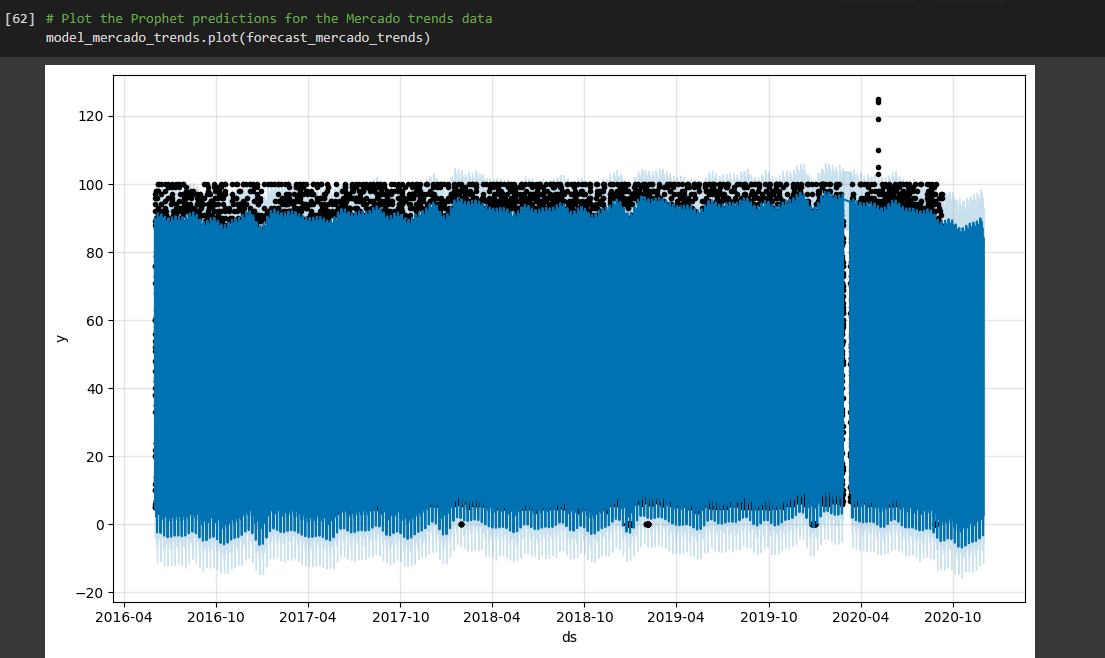 [62] # Plot the Prophet predictions for the Mercado trends data
model_mercado_trends.plot(forecast_mercado_trends)
120
100
80
60
40
20
0
−20
y
2016-04 2016-10 2017-04 2017-10 2018-04 2018-10 2019-04 2019-10 2020-04 2020-10
ds